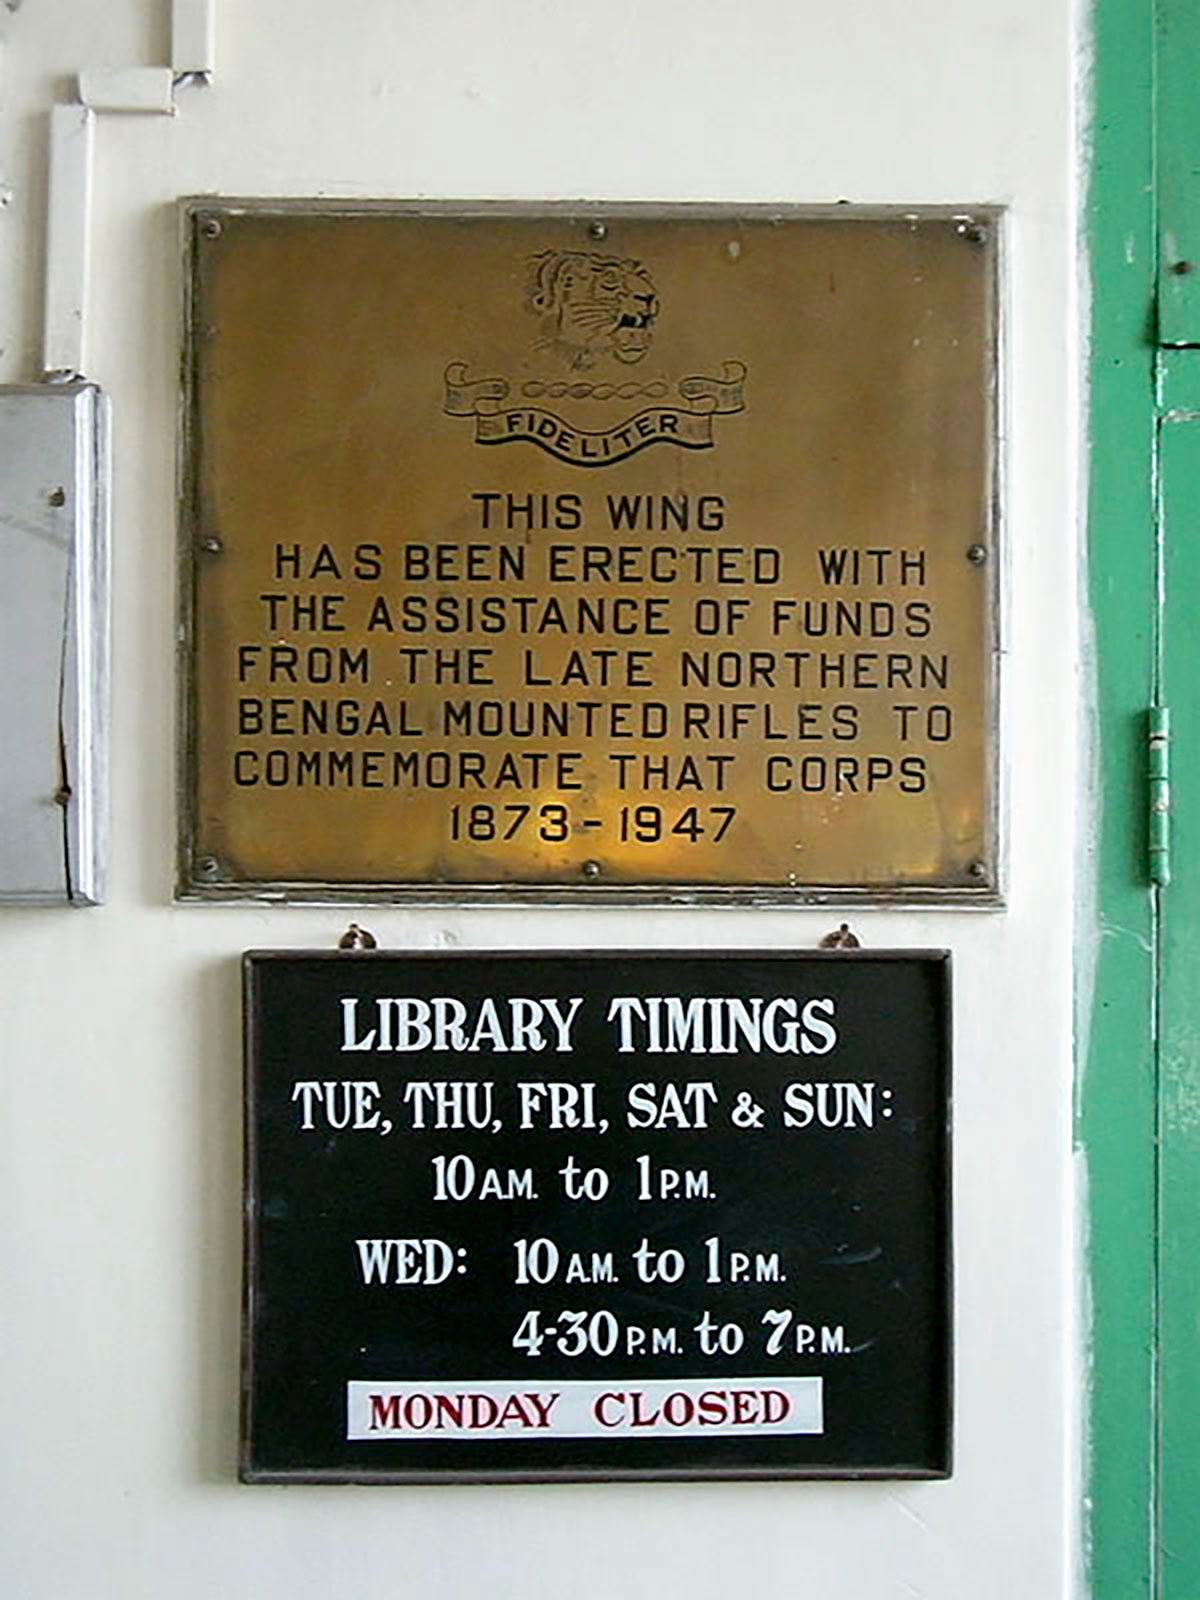 FIDELITER
THIS WING
HAS BEEN ERECTED WITH
THE ASSISTANCE OF FUNDS
FROM THE LATE NORTHERN
BENGAL MOUNTED RIFLES TO
COMMEMORATE THAT CORPS
1873-1947
LIBRARY TIMINGS
TUE, THU, FRI, SAT & SUN:
10 A.M. to 1 P.M.
WED: 10 A.M. to 1 P.M.
4-30 P.M. to 7 P.M.
MONDAY CLOSED